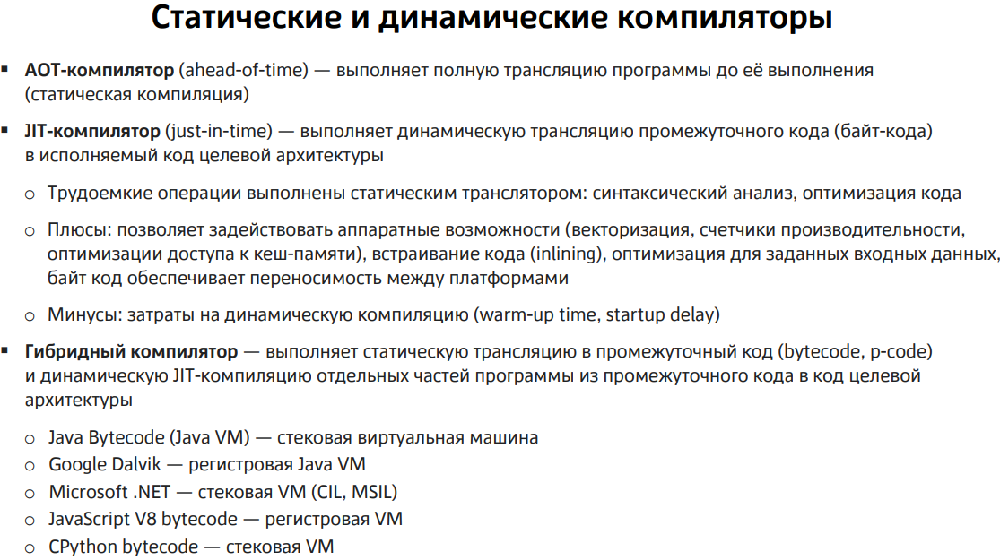 Статические и динамические компиляторы
▪ АОТ-компилятор (ahead-of-time) — выполняет полную трансляцию программы до её выполнения
(статическая компиляция)
▪ JIT-компилятор (just-in-time) — выполняет динамическую трансляцию промежуточного кода (байт-кода)
в исполняемый код целевой архитектуры
○ Трудоемкие операции выполнены статическим транслятором: синтаксический анализ, оптимизация кода
○ Плюсы: позволяет задействовать аппаратные возможности (векторизация, счетчики производительности,
оптимизации доступа к кеш-памяти), встраивание кода (inlining), оптимизация для заданных входных данных,
байт код обеспечивает переносимость между платформами
○ Минусы: затраты на динамическую компиляцию (warm-up time, startup delay)
▪ Гибридный компилятор — выполняет статическую трансляцию в промежуточный код (bytecode, p-code)
и динамическую JIT-компиляцию отдельных частей программы из промежуточного кода в код целевой
архитектуры
○ Java Bytecode (Java VM) — стековая виртуальная машина
○ Google Dalvik — регистровая Java VM
○ Microsoft .NET — стековая VM (CIL, MSIL)
○ JavaScript V8 bytecode — регистровая VM
○ CPython bytecode — стековая VM